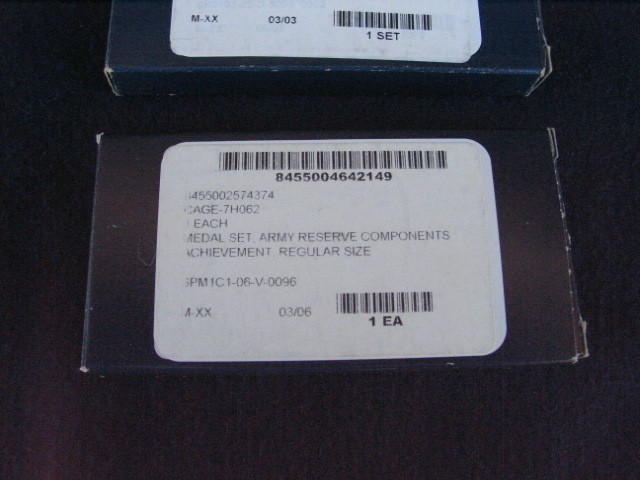 M-XX 03/03
1 SET
8455004642149
8455002574374
CAGE-7H062
EACH
MEDAL SET, ARMY RESERVE COMPONENTS
ACHIEVEMENT, REGULAR SIZE
SPM1C1-06-V-0096
M-XX 03/06
1 EA